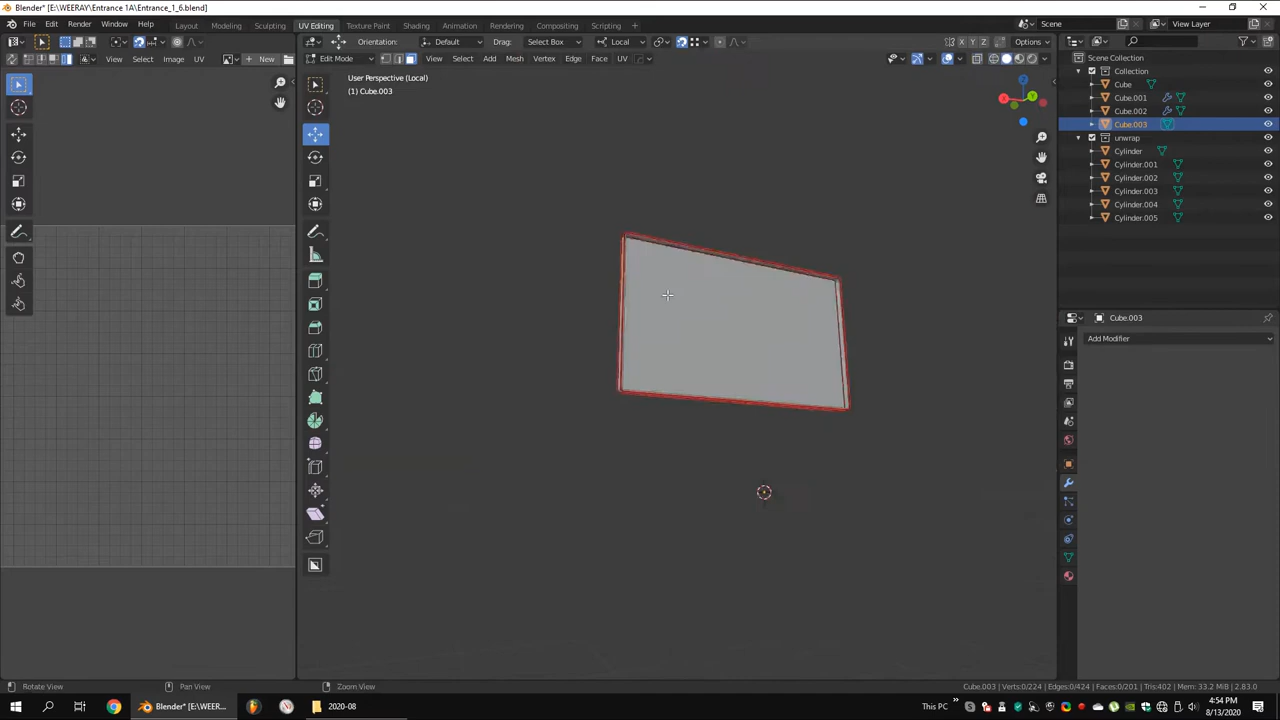 Blender* [E:\WEERAY\Entrance 1A\Entrance_1_6.blend]
File Edit Render Window Help Layout Modeling Sculpting UV Editing Texture Paint Shading Animation Rendering Compositing Scripting Scene View Layer
Orientation: Default Drag: Select Box Local Options
View Select Image UV New Edit Mode View Select Add Mesh Vertex Edge Face UV X Y Z
User Perspective (Local)
(1) Cube.003
Scene Collection
Collection
Cube
Cube.001
Cube.002
Cube.003
unwrap
Cylinder
Cylinder.001
Cylinder.002
Cylinder.003
Cylinder.004
Cylinder.005
Cube.003
Add Modifier
Rotate View Pan View Zoom View Cube.003 | Verts:0/224 | Edges:0/424 | Faces:0/201 | Tris:402 | Mem: 33.2 MiB | 2.83.0
Blender* [E:\WEER... 2020-08 This PC 4:54 PM
8/13/2020